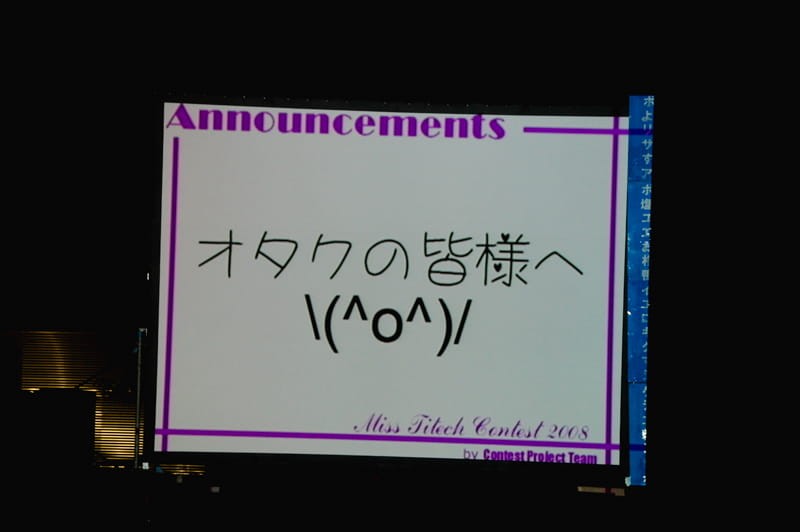 Announcements
オタクの皆様へ
\(^o^)/
Miss Titech Contest 2008
by Contest Project Team